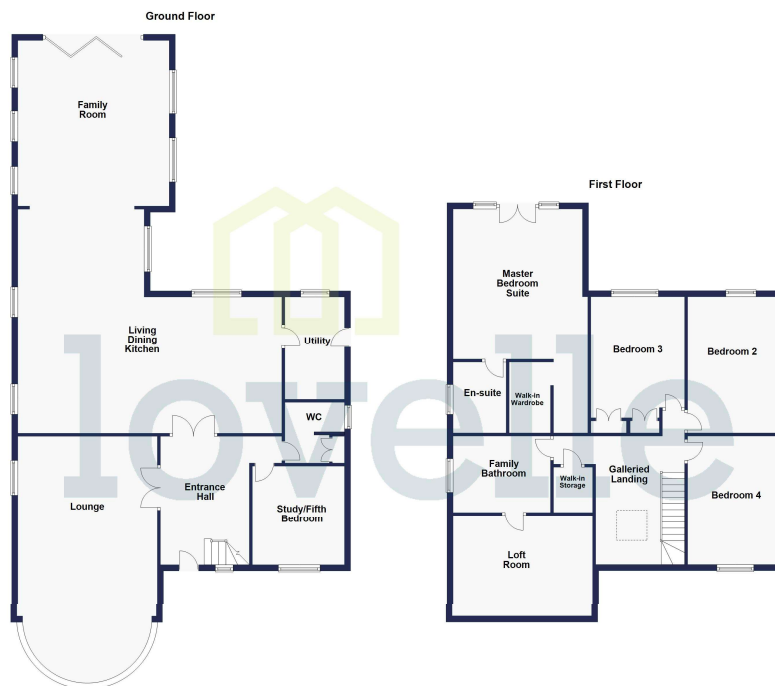 Ground Floor
Family
Room
Living
Dining
Kitchen
Utility
WC
Lounge
Entrance
Hall
Study/Fifth
Bedroom
First Floor
Master
Bedroom
Suite
Bedroom 3
Bedroom 2
En-suite
Walk-in
Wardrobe
Family
Bathroom
Walk-in
Storage
Galleried
Landing
Bedroom 4
Loft
Room
lovelle